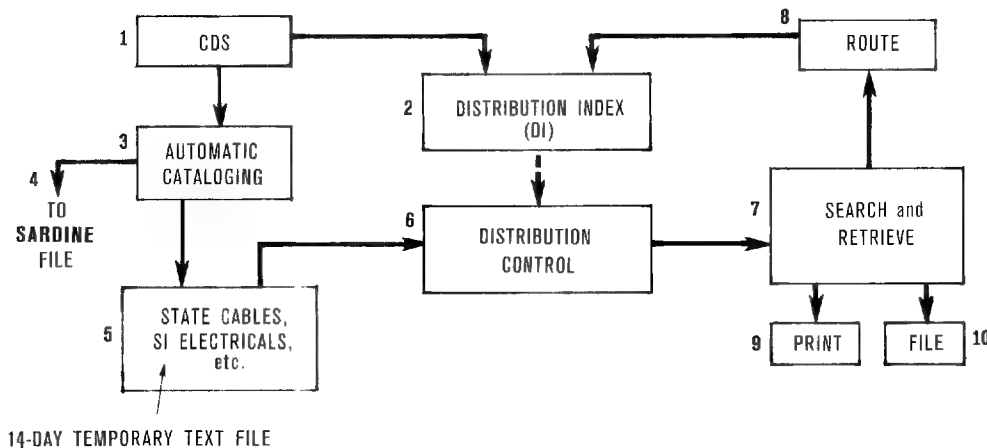 1
CDS
2
DISTRIBUTION INDEX
(DI)
3
AUTOMATIC
CATALOGING
4
TO
SARDINE
FILE
5
STATE CABLES,
SI ELECTRICALS,
etc.
14-DAY TEMPORARY TEXT FILE
6
DISTRIBUTION
CONTROL
7
SEARCH and
RETRIEVE
8
ROUTE
9
PRINT
FILE
10